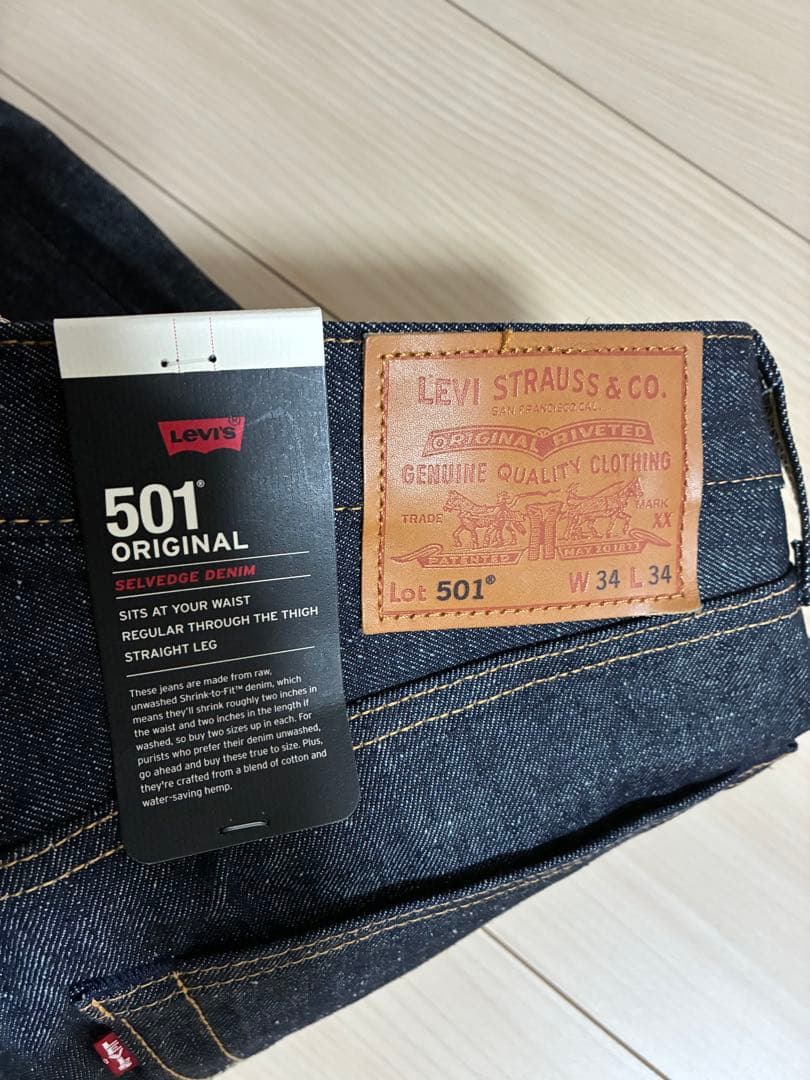 LEVI'S®
501®
ORIGINAL
SELVEDGE DENIM
SITS AT YOUR WAIST
REGULAR THROUGH THE THIGH
STRAIGHT LEG
These jeans are made from raw,
unwashed Shrink-to-Fit™ denim, which
means they'll shrink roughly two inches in
the waist and two inches in the length if
washed, so buy two sizes up in each. For
purists who prefer their denim unwashed,
go ahead and buy these true to size. Plus,
they're crafted from a blend of cotton and
water-saving hemp.
LEVI STRAUSS & CO.
SAN FRANCISCO CAL.
ORIGINAL RIVETED
GENUINE QUALITY CLOTHING
TRADE MARK
XX
PATENTED MAY 20 1873
Lot 501® W 34 L 34